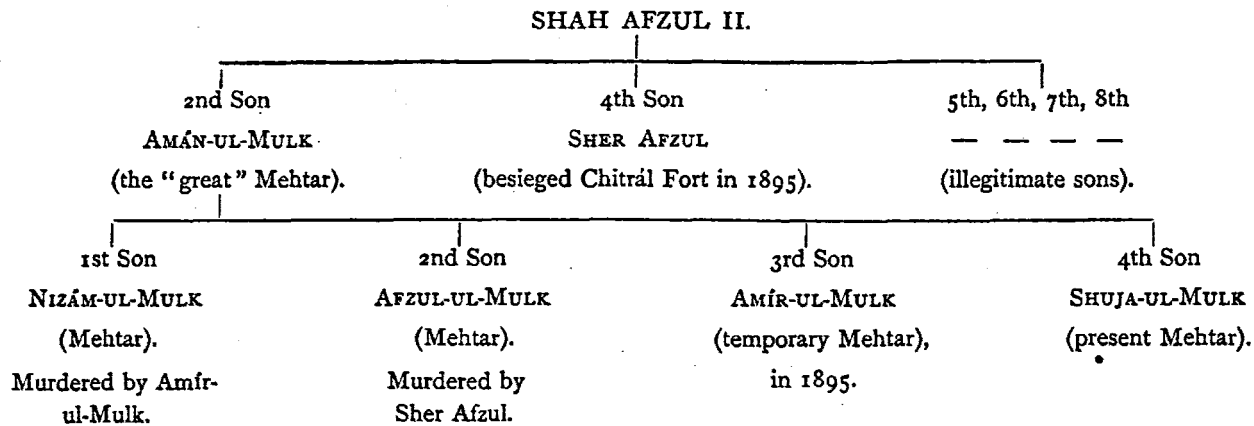 SHAH AFZUL II.
2nd Son
AMÁN-UL-MULK
(the "great" Mehtar).
4th Son
SHER AFZUL
(besieged Chitrál Fort in 1895).
5th, 6th, 7th, 8th
— — — —
(illegitimate sons).
1st Son
NIZÁM-UL-MULK
(Mehtar).
Murdered by Amír-
ul-Mulk.
2nd Son
AFZUL-UL-MULK
(Mehtar).
Murdered by
Sher Afzul.
3rd Son
AMÍR-UL-MULK
(temporary Mehtar),
in 1895.
4th Son
SHUJA-UL-MULK
(present Mehtar).